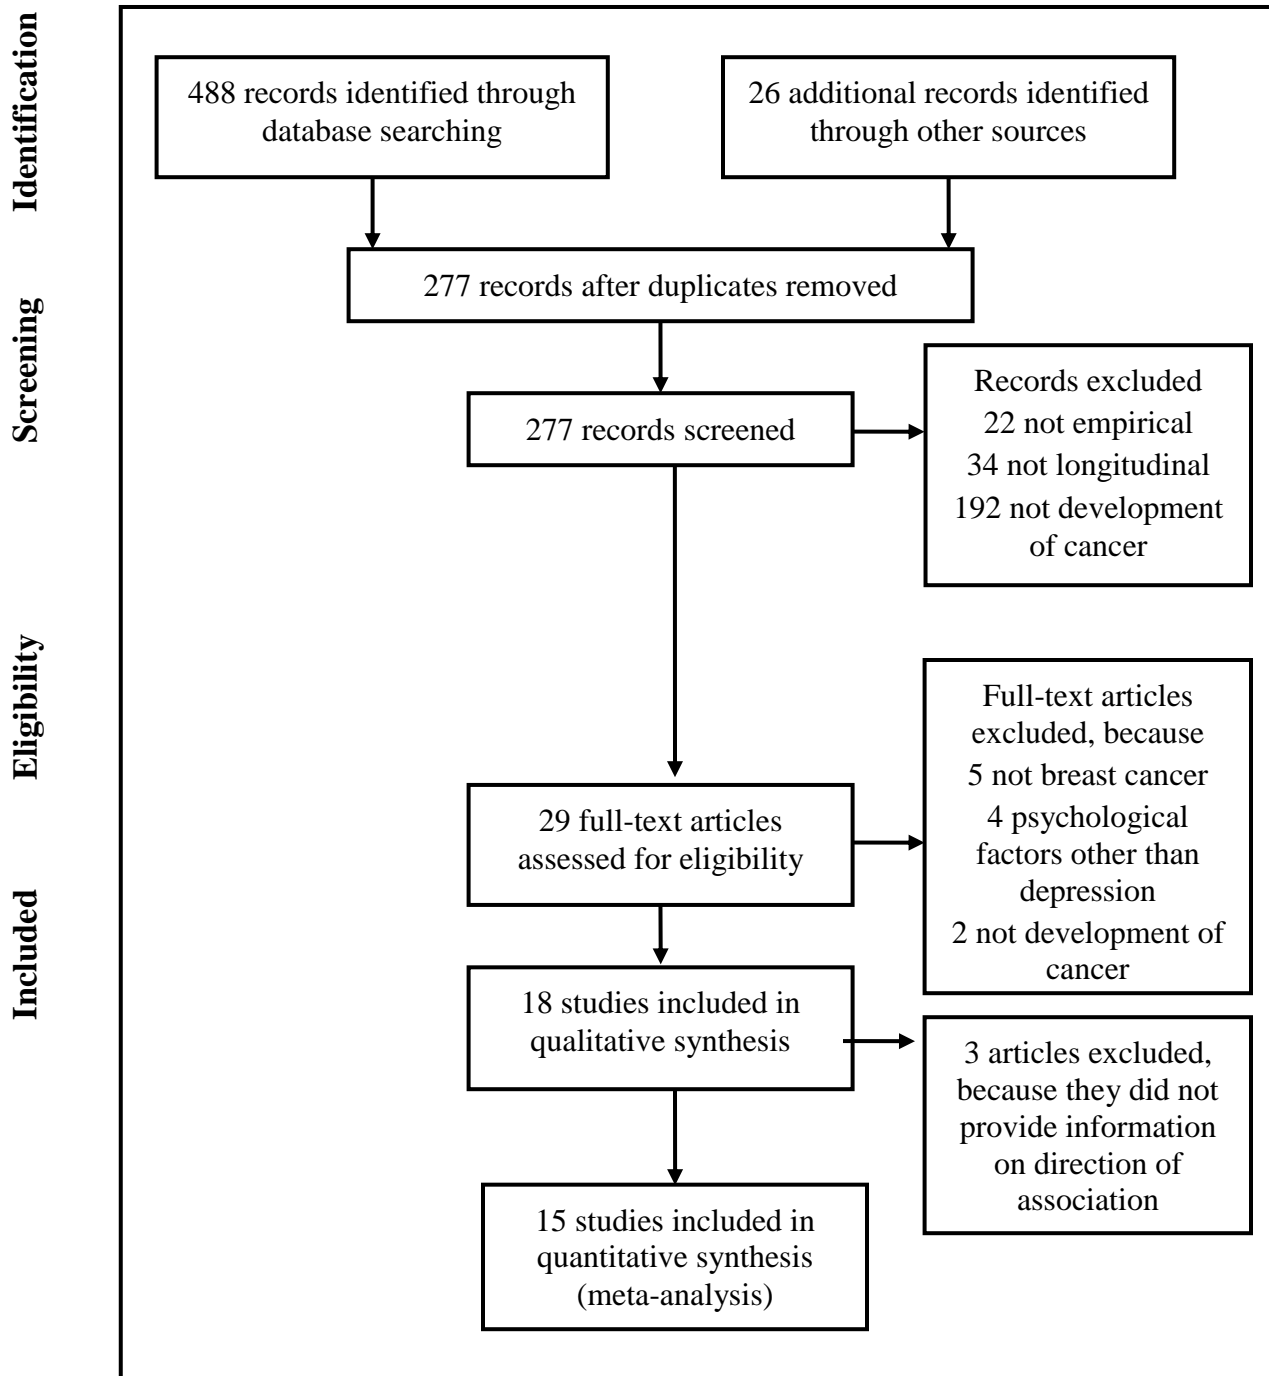 Identification
488 records identified through
database searching
26 additional records identified
through other sources
277 records after duplicates removed
Screening
277 records screened
Records excluded
22 not empirical
34 not longitudinal
192 not development
of cancer
Eligibility
29 full-text articles
assessed for eligibility
Full-text articles
excluded, because
5 not breast cancer
4 psychological
factors other than
depression
2 not development of
cancer
Included
18 studies included in
qualitative synthesis
3 articles excluded,
because they did not
provide information
on direction of
association
15 studies included in
quantitative synthesis
(meta-analysis)